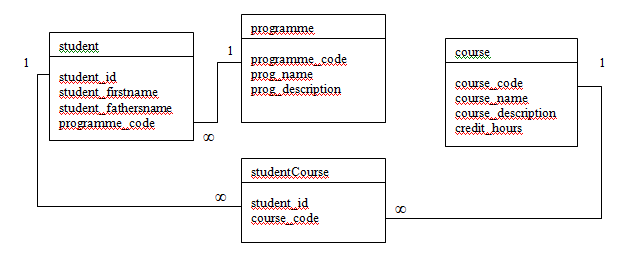 student
student_id
student_firstname
student_fathersname
programme_code
programme
programme_code
prog_name
prog_description
course
course_code
course_name
course_description
credit_hours
studentCourse
student_id
course_code
1
1
1
∞
∞
∞